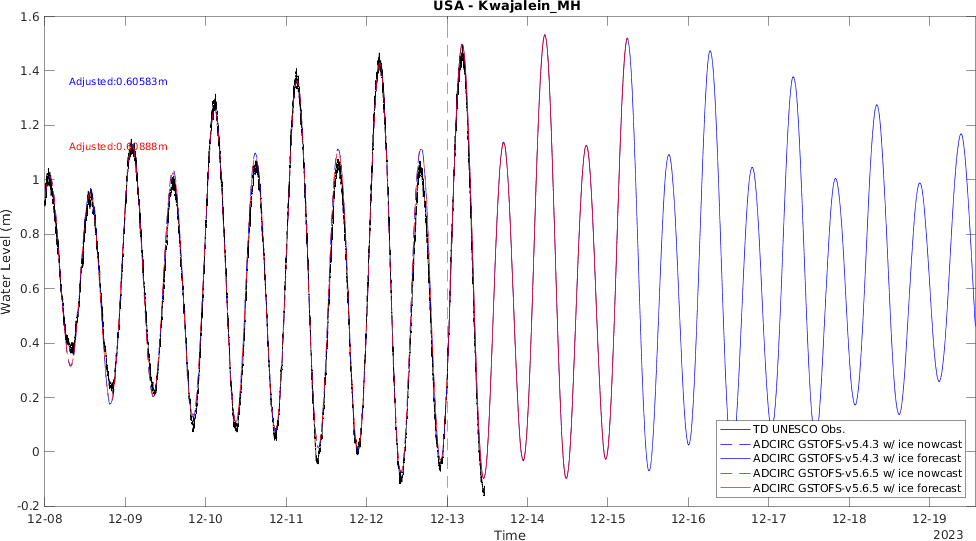 USA - Kwajalein_MH
1.6
1.4
1.2
1
0.8
0.6
0.4
0.2
0
-0.2
Water Level (m)
Adjusted:0.60583m
Adjusted:0.60888m
TD UNESCO Obs.
ADCIRC GSTOFS-v5.4.3 w/ ice nowcast
ADCIRC GSTOFS-v5.4.3 w/ ice forecast
ADCIRC GSTOFS-v5.6.5 w/ ice nowcast
ADCIRC GSTOFS-v5.6.5 w/ ice forecast
12-08 12-09 12-10 12-11 12-12 12-13 12-14 12-15 12-16 12-17 12-18 12-19
Time
2023